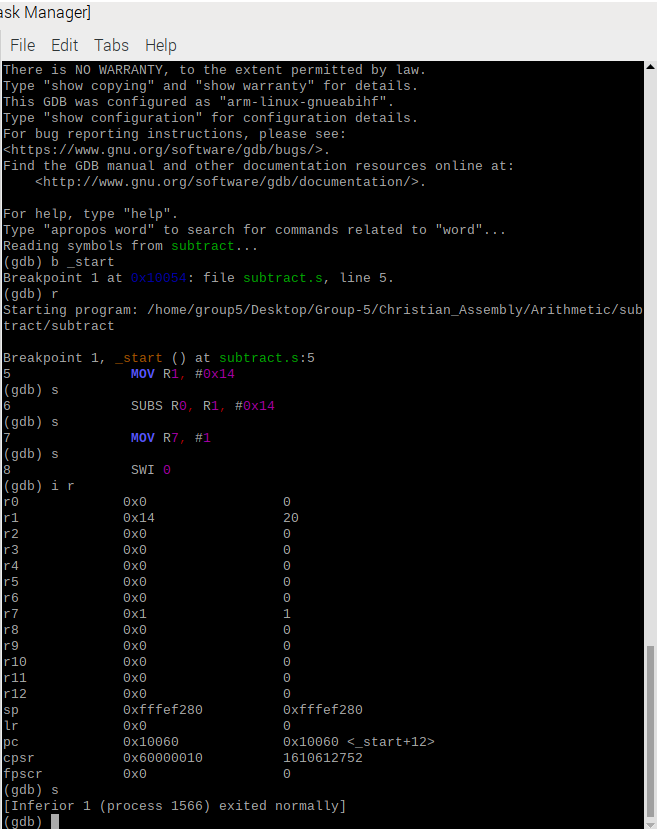 ask Manager]
File Edit Tabs Help
There is NO WARRANTY, to the extent permitted by law.
Type "show copying" and "show warranty" for details.
This GDB was configured as "arm-linux-gnueabihf".
Type "show configuration" for configuration details.
For bug reporting instructions, please see:
<https://www.gnu.org/software/gdb/bugs/>.
Find the GDB manual and other documentation resources online at:
    <http://www.gnu.org/software/gdb/documentation/>.

For help, type "help".
Type "apropos word" to search for commands related to "word"...
Reading symbols from subtract...
(gdb) b _start
Breakpoint 1 at 0x10054: file subtract.s, line 5.
(gdb) r
Starting program: /home/group5/Desktop/Group-5/Christian_Assembly/Arithmetic/sub
tract/subtract

Breakpoint 1, _start () at subtract.s:5
5               MOV R1, #0x14
(gdb) s
6               SUBS R0, R1, #0x14
(gdb) s
7               MOV R7, #1
(gdb) s
8               SWI 0
(gdb) i r
r0             0x0                 0
r1             0x14                20
r2             0x0                 0
r3             0x0                 0
r4             0x0                 0
r5             0x0                 0
r6             0x0                 0
r7             0x1                 1
r8             0x0                 0
r9             0x0                 0
r10            0x0                 0
r11            0x0                 0
r12            0x0                 0
sp             0xfffef280          0xfffef280
lr             0x0                 0
pc             0x10060             0x10060 <_start+12>
cpsr           0x60000010          1610612752
fpscr          0x0                 0
(gdb) s
[Inferior 1 (process 1566) exited normally]
(gdb)